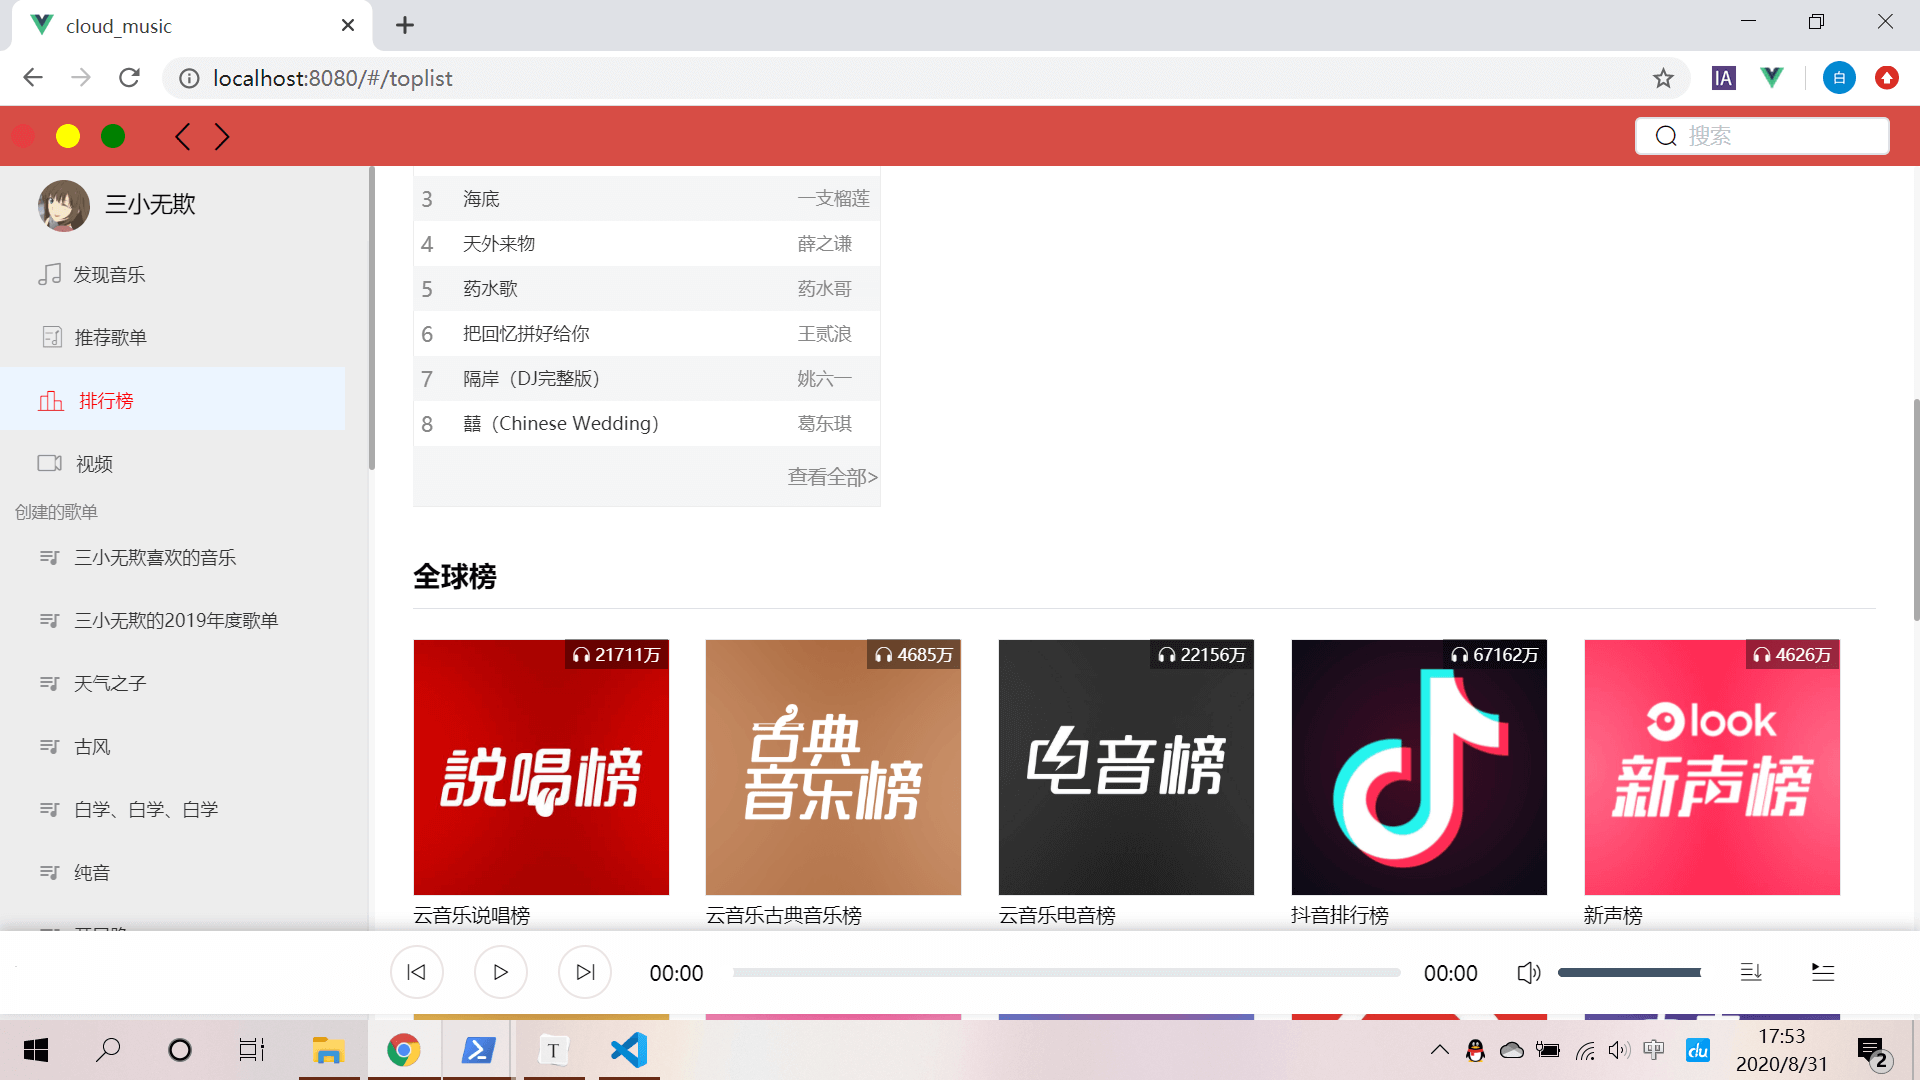 cloud_music
localhost:8080/#/toplist
IA
白
搜索
三小无欺
发现音乐
推荐歌单
排行榜
视频
创建的歌单
三小无欺喜欢的音乐
三小无欺的2019年度歌单
天气之子
古风
白学、白学、白学
纯音
3 海底 一支榴莲
4 天外来物 薛之谦
5 药水歌 药水哥
6 把回忆拼好给你 王贰浪
7 隔岸（DJ完整版） 姚六一
8 囍（Chinese Wedding） 葛东琪
查看全部>
全球榜
21711万
説唱榜
云音乐说唱榜
4685万
古典
音乐榜
云音乐古典音乐榜
22156万
电音榜
云音乐电音榜
67162万
抖音排行榜
4626万
look
新声榜
新声榜
00:00
00:00
T
中
du
17:53
2020/8/31
2